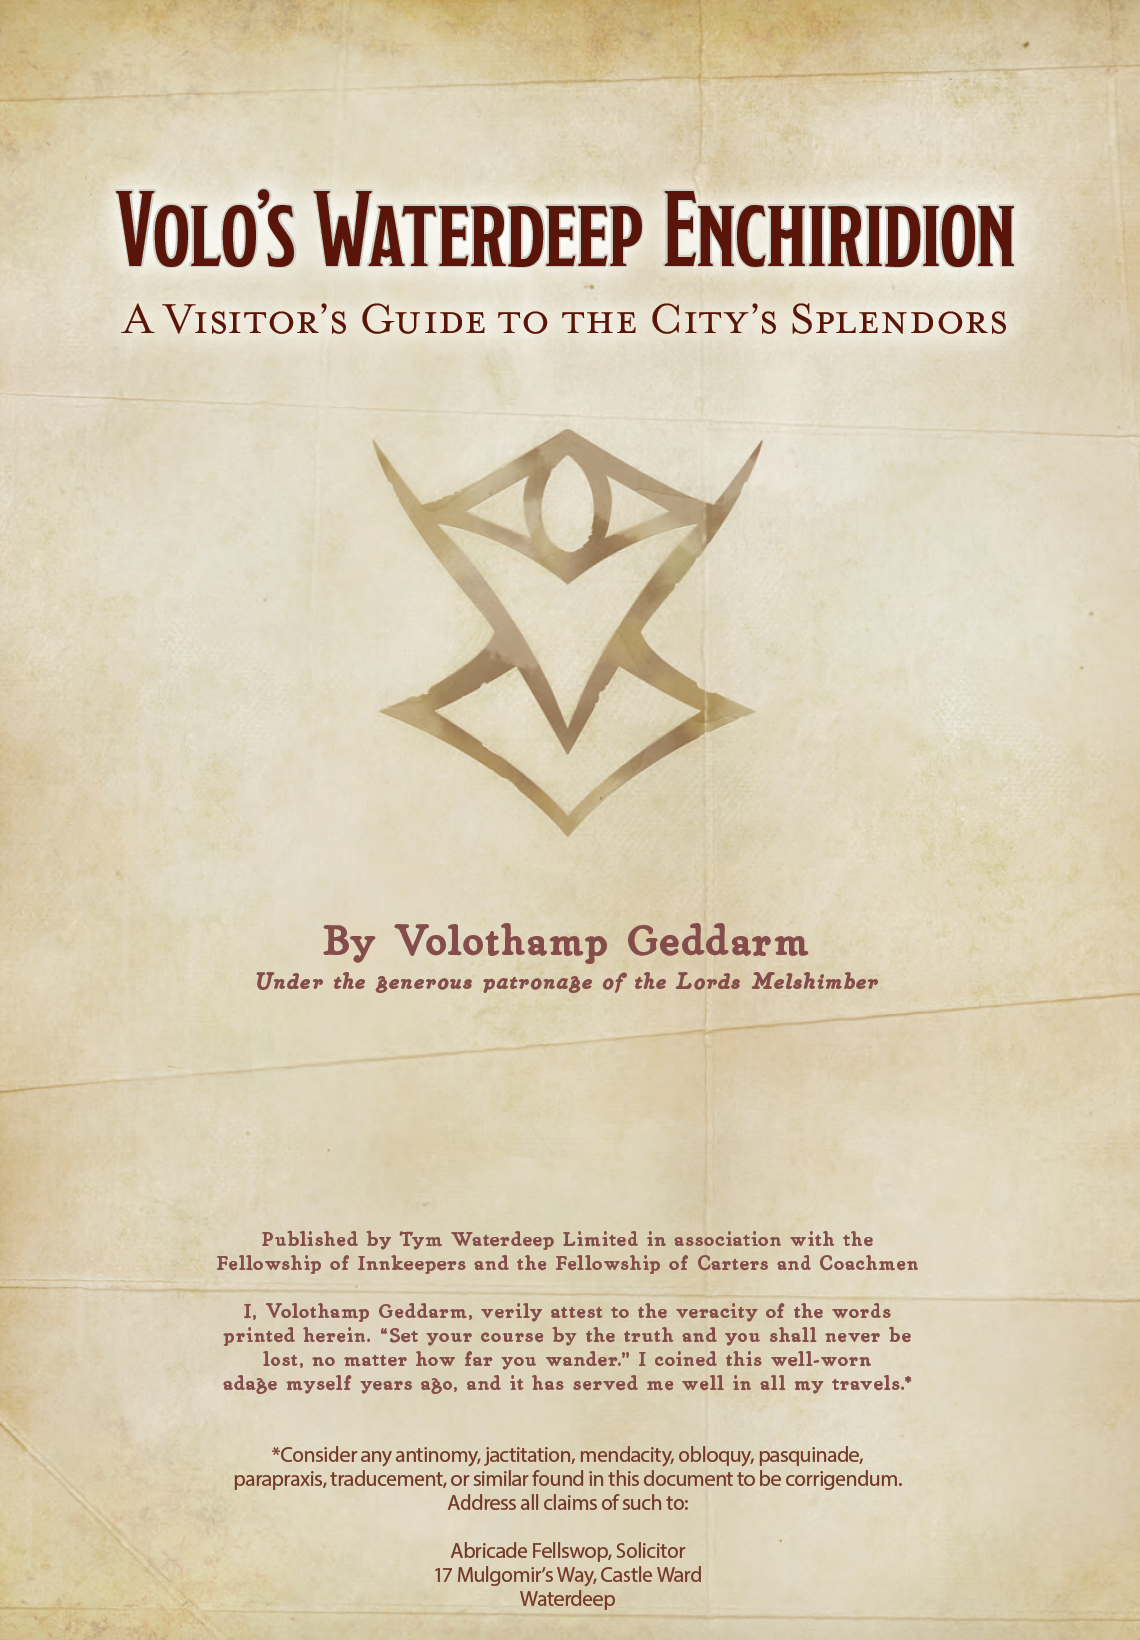 Volo's Waterdeep Enchiridion
A Visitor's Guide to the City's Splendors
By Volothamp Geddarm
Under the generous patronage of the Lords Melshimber
Published by Tym Waterdeep Limited in association with the
Fellowship of Innkeepers and the Fellowship of Carters and Coachmen
I, Volothamp Geddarm, verily attest to the veracity of the words
printed herein. “Set your course by the truth and you shall never be
lost, no matter how far you wander.” I coined this well-worn
adage myself years ago, and it has served me well in all my travels.*
*Consider any antinomy, jactitation, mendacity, obloquy, pasquinade,
parapraxis, traducement, or similar found in this document to be corrigendum.
Address all claims of such to:
Abricade Fellswop, Solicitor
17 Mulgomir's Way, Castle Ward
Waterdeep